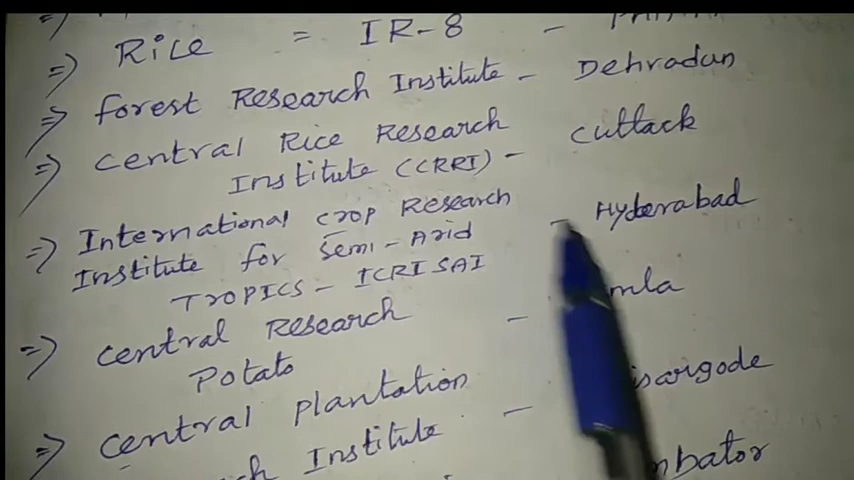 => Rice = IR-8 -
=> Forest Research Institute - Dehradun
=> Central Rice Research Institute (CRRI) - Cuttack
=> International Crop Research
Institute for Semi-Arid - Hyderabad
Tropics - ICRISAT
=> Central Research - mla
Potato
=> Central Plantation - sargode
Institute